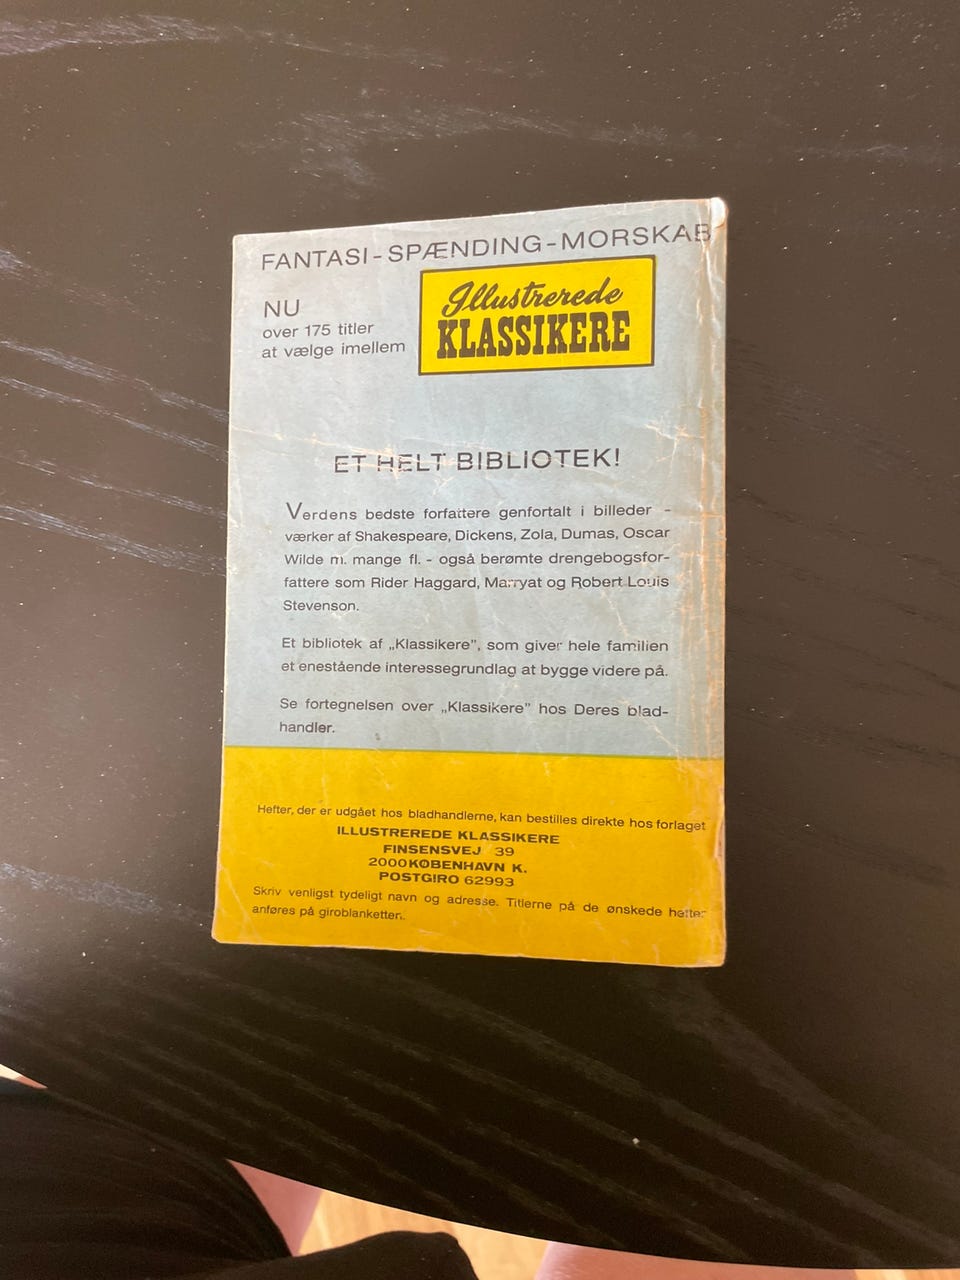 FANTASI - SPÆNDING - MORSKAB
NU
over 175 titler
at vælge imellem
Illustrerede
KLASSIKERE
ET HELT BIBLIOTEK!
Verdens bedste forfattere genfortalt i billeder -
værker af Shakespeare, Dickens, Zola, Dumas, Oscar
Wilde m. mange fl. - også berømte drengebogsfor-
fattere som Rider Haggard, Marryat og Robert Louis
Stevenson.
Et bibliotek af „Klassikere”, som giver hele familien
et enestående interessegrundlag at bygge videre på.
Se fortegnelsen over „Klassikere” hos Deres blad-
handler.
Hefter, der er udgået hos bladhandlerne, kan bestilles direkte hos forlaget
ILLUSTREREDE KLASSIKERE
FINSENSVEJ 39
2000 KØBENHAVN K.
POSTGIRO 62993
Skriv venligst tydeligt navn og adresse. Titlerne på de ønskede hefter
anføres på giroblanketten.